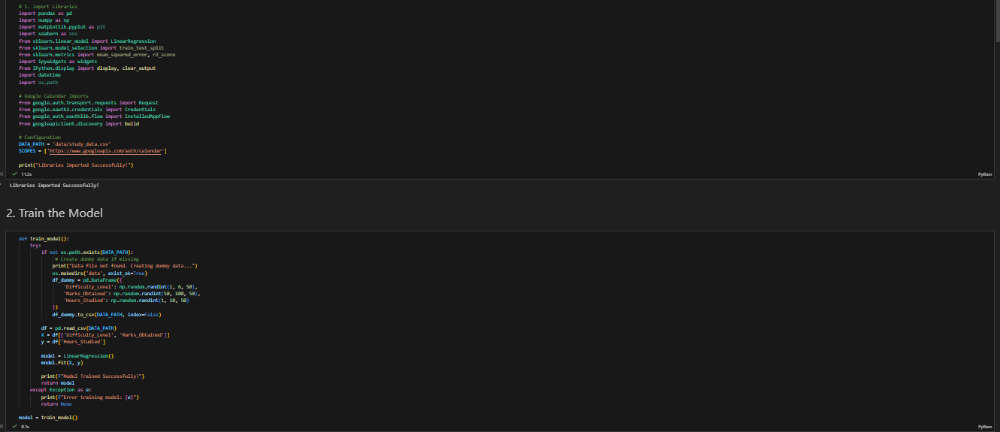 # 1. Import Libraries
import pandas as pd
import numpy as np
import matplotlib.pyplot as plt
import seaborn as sns
from sklearn.linear_model import LinearRegression
from sklearn.model_selection import train_test_split
from sklearn.metrics import mean_squared_error, r2_score
import ipywidgets as widgets
from IPython.display import display, clear_output
import datetime
import os.path
# Google Calendar Imports
from google.auth.transport.requests import Request
from google.oauth2.credentials import Credentials
from google_auth_oauthlib.flow import InstalledAppFlow
from googleapiclient.discovery import build
# Configuration
DATA_PATH = 'data/study_data.csv'
SCOPES = ['https://www.googleapis.com/auth/calendar']
print("Libraries Imported Successfully!")
✓ 11.2s Python
Libraries Imported Successfully!
2. Train the Model
def train_model():
    try:
        if not os.path.exists(DATA_PATH):
            # Create dummy data if missing
            print("Data file not found. Creating dummy data...")
            os.makedirs('data', exist_ok=True)
            df_dummy = pd.DataFrame({
                'Difficulty_Level': np.random.randint(1, 6, 50),
                'Marks_Obtained': np.random.randint(50, 100, 50),
                'Hours_Studied': np.random.randint(1, 10, 50)
            })
            df_dummy.to_csv(DATA_PATH, index=False)
        df = pd.read_csv(DATA_PATH)
        X = df[['Difficulty_Level', 'Marks_Obtained']]
        y = df['Hours_Studied']
        model = LinearRegression()
        model.fit(X, y)
        print(f"Model Trained Successfully!")
        return model
    except Exception as e:
        print(f"Error training model: {e}")
        return None
model = train_model()
✓ 0.1s Python